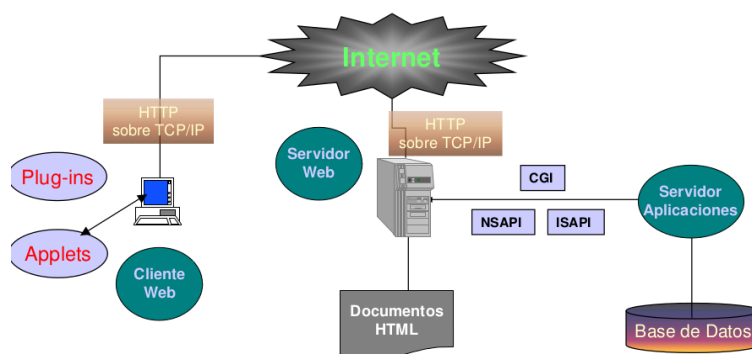 Internet
HTTP
sobre TCP/IP
HTTP
sobre TCP/IP
Servidor
Web
Plug-ins
CGI
Servidor
Aplicaciones
NSAPI
ISAPI
Applets
Cliente
Web
Documentos
HTML
Base de Datos